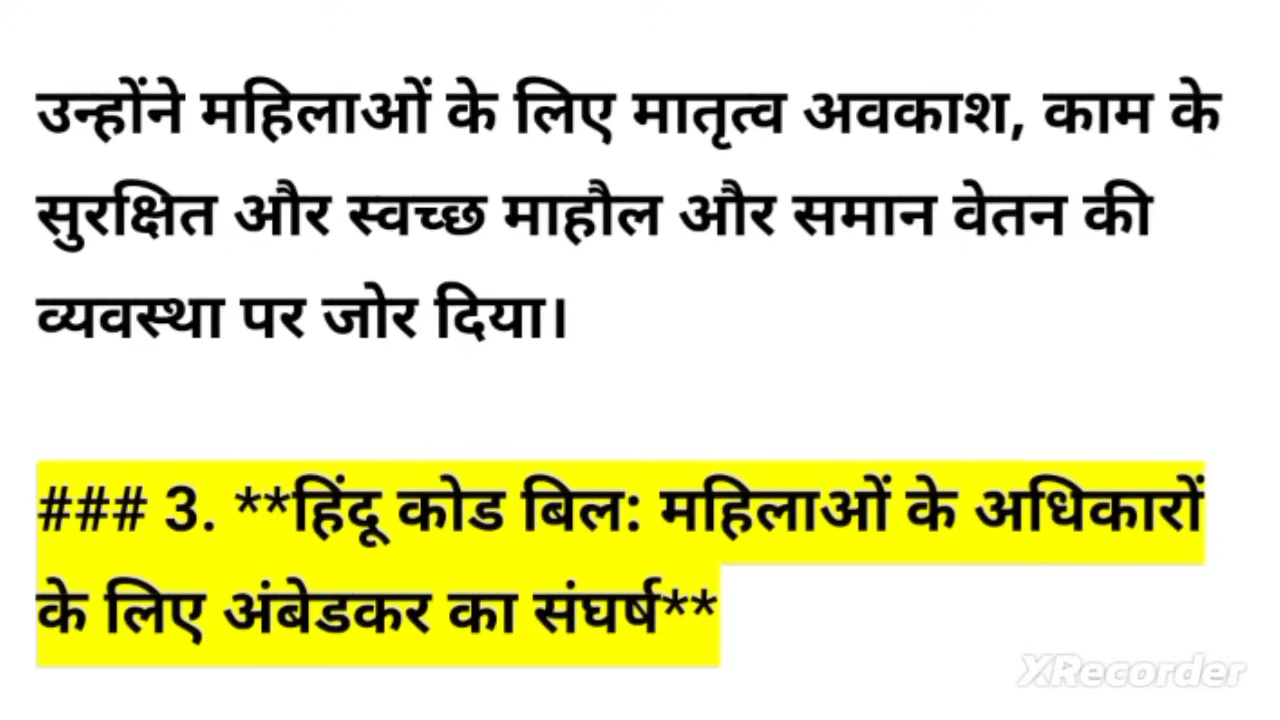 उन्होंने महिलाओं के लिए मातृत्व अवकाश, काम के
सुरक्षित और स्वच्छ माहौल और समान वेतन की
व्यवस्था पर जोर दिया।
### 3. **हिंदू कोड बिल: महिलाओं के अधिकारों
के लिए अंबेडकर का संघर्ष**
XRecorder